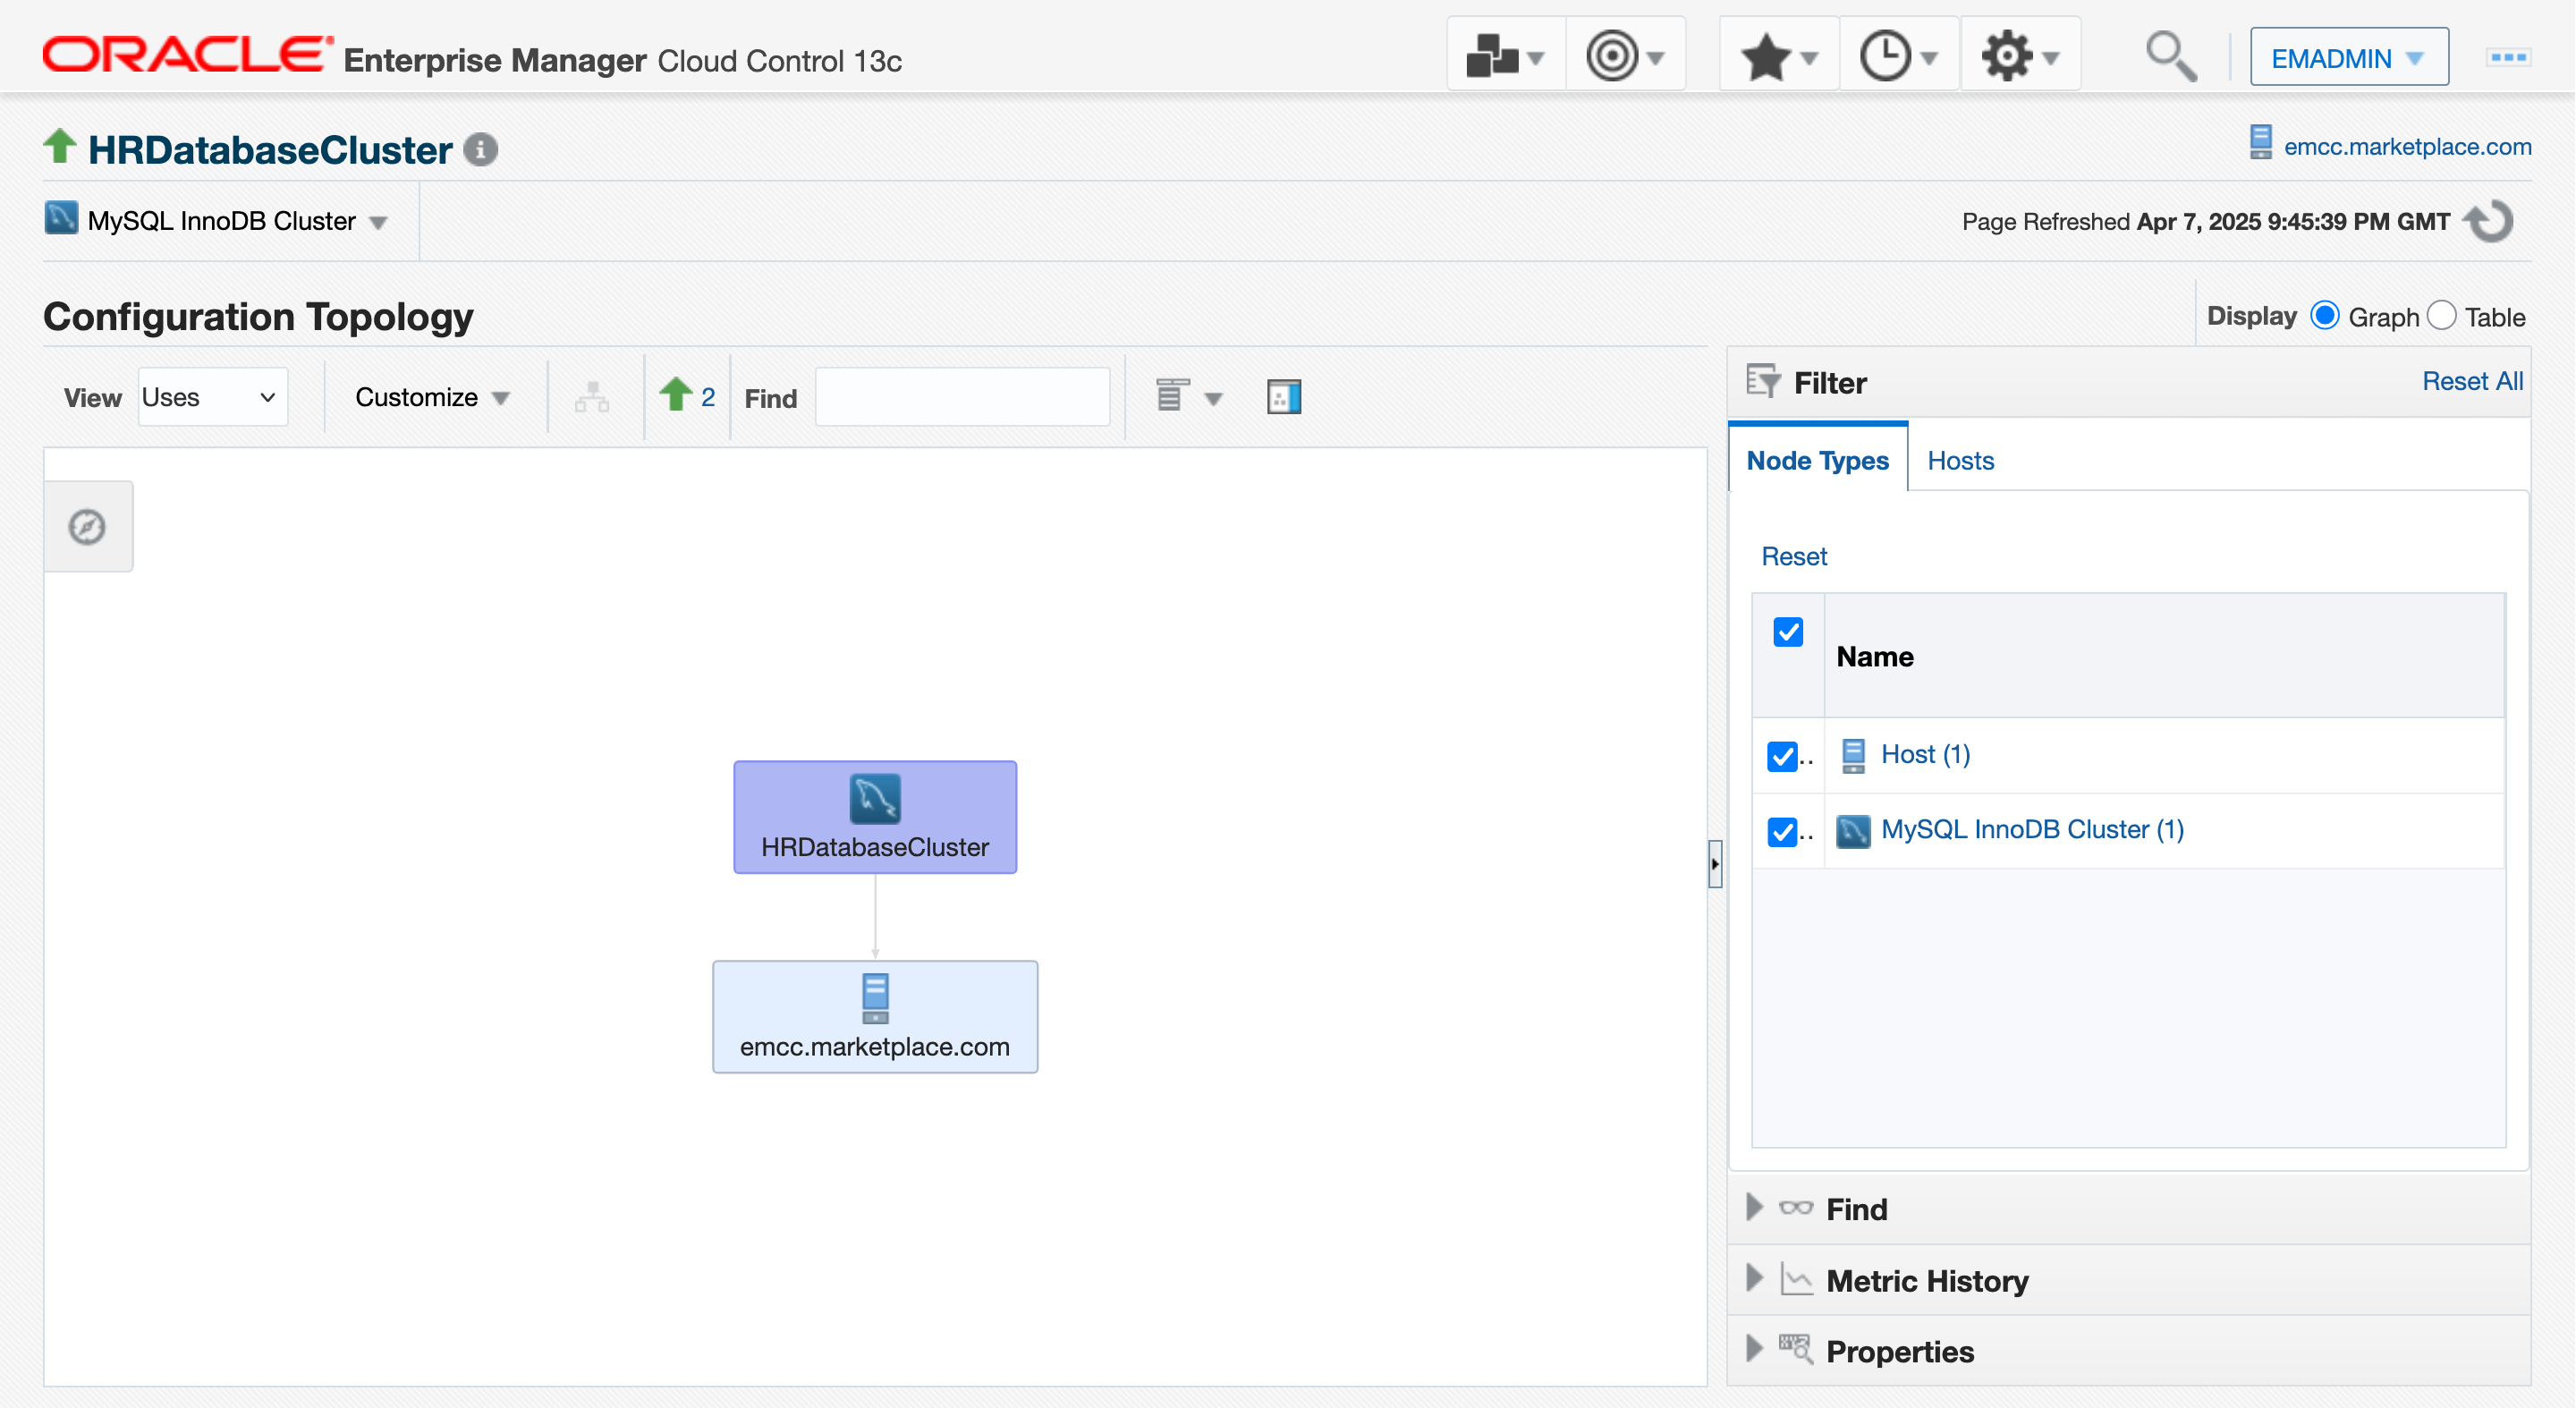 ORACLE Enterprise Manager Cloud Control 13c
EMADMIN
HRDatabaseCluster
emcc.marketplace.com
MySQL InnoDB Cluster
Page Refreshed Apr 7, 2025 9:45:39 PM GMT
Configuration Topology
Display Graph Table
View Uses Customize 2 Find
Filter Reset All
Node Types Hosts
Reset
Name
Host (1)
MySQL InnoDB Cluster (1)
HRDatabaseCluster
emcc.marketplace.com
Find
Metric History
Properties